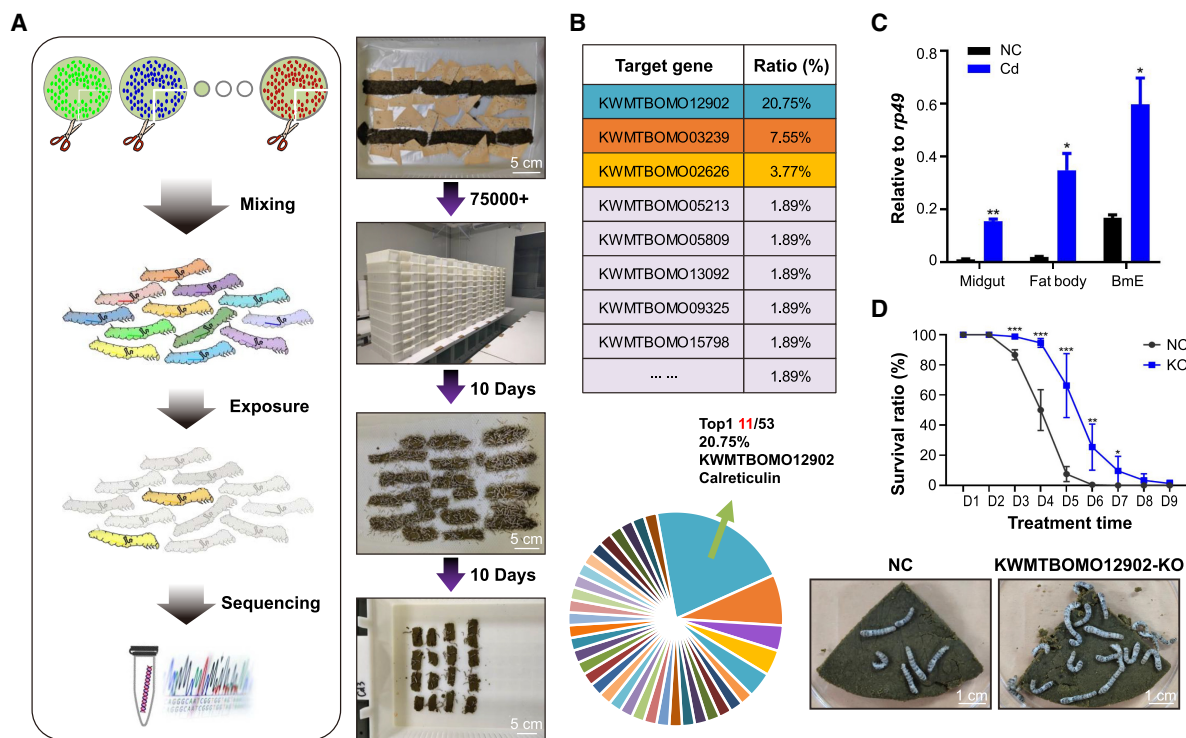 A
Mixing
Exposure
Sequencing
5 cm
75000+
10 Days
5 cm
10 Days
5 cm
B
Target gene Ratio (%)
KWMTBOMO12902 20.75%
KWMTBOMO03239 7.55%
KWMTBOMO02626 3.77%
KWMTBOMO05213 1.89%
KWMTBOMO05809 1.89%
KWMTBOMO13092 1.89%
KWMTBOMO09325 1.89%
KWMTBOMO15798 1.89%
... ... 1.89%
Top1 11/53
20.75%
KWMTBOMO12902
Calreticulin
C
NC
Cd
Relative to rp49
0.8
0.6
0.4
0.2
0
**
*
*
Midgut Fat body BmE
D
NC
KO
Survival ratio (%)
100
80
60
40
20
0
***
***
***
**
*
D1 D2 D3 D4 D5 D6 D7 D8 D9
Treatment time
NC
1 cm
KWMTBOMO12902-KO
1 cm